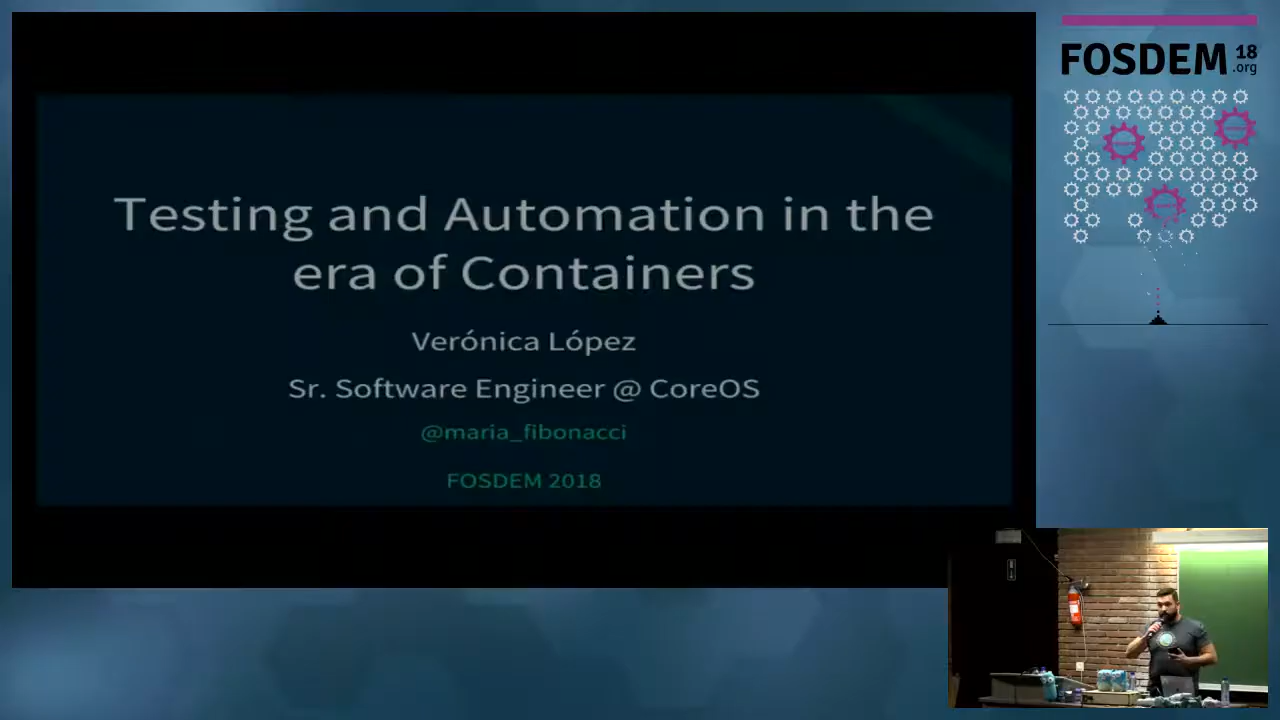 Testing and Automation in the
era of Containers
Verónica López
Sr. Software Engineer @ CoreOS
@maria_fibonacci
FOSDEM 2018
FOSDEM 18
.org